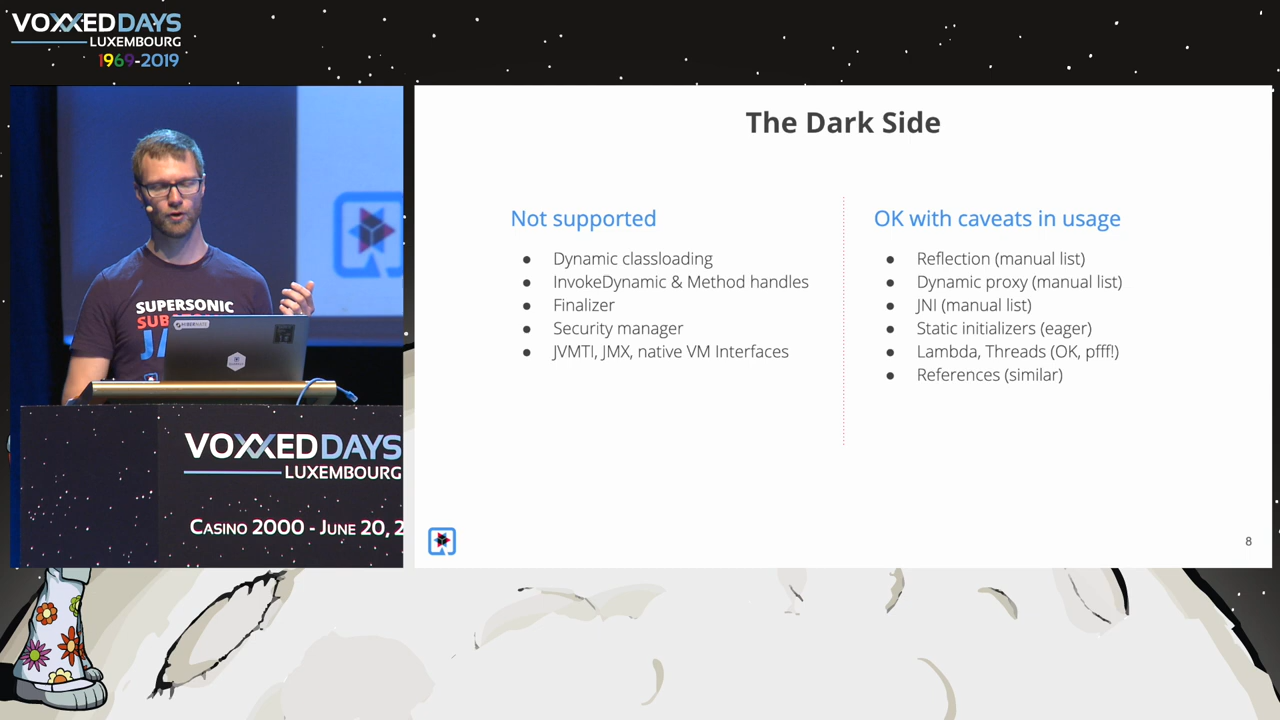 VOXXED DAYS
LUXEMBOURG
1969-2019
SUPERSONIC
The Dark Side
Not supported
● Dynamic classloading
● InvokeDynamic & Method handles
● Finalizer
● Security manager
● JVMTI, JMX, native VM Interfaces
OK with caveats in usage
● Reflection (manual list)
● Dynamic proxy (manual list)
● JNI (manual list)
● Static initializers (eager)
● Lambda, Threads (OK, pfff!)
● References (similar)
8
VOXXED DAYS
LUXEMBOURG
CASINO 2000 - JUNE 20, 2